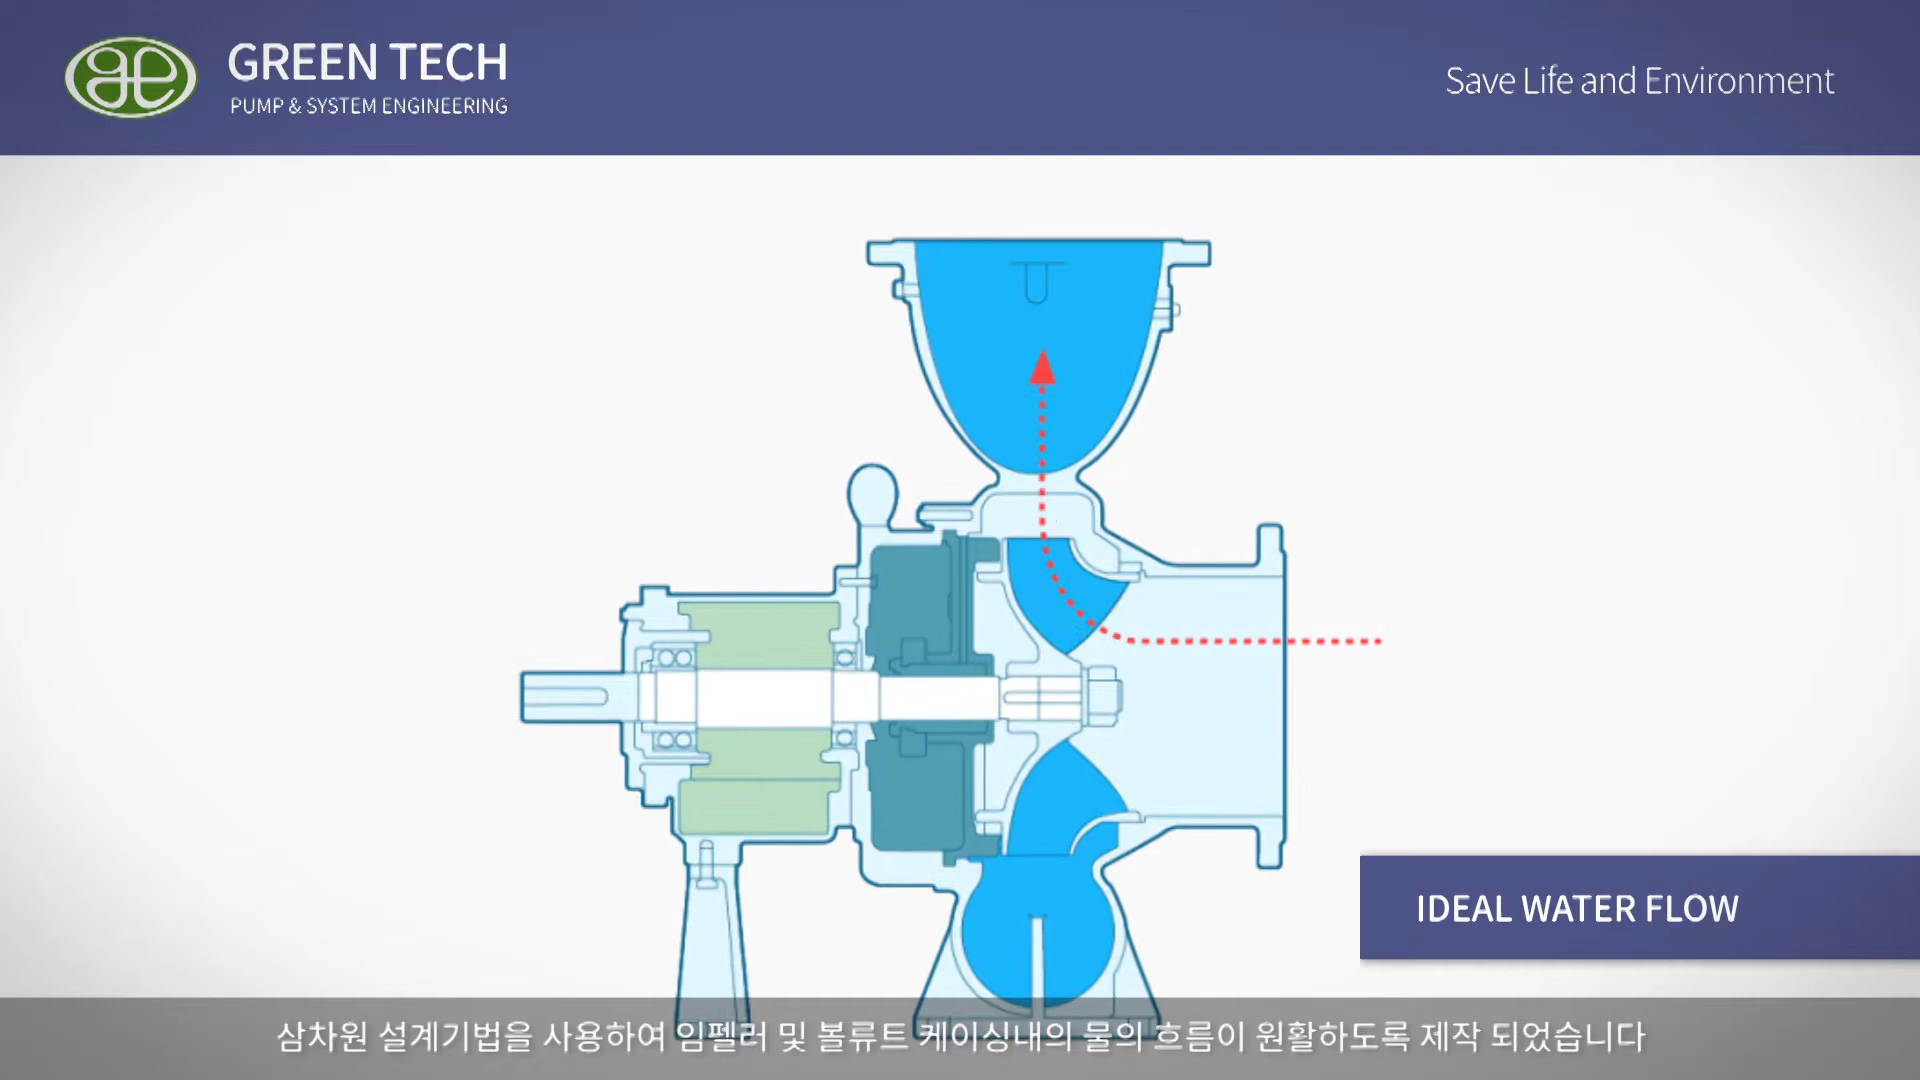 GREEN TECH
PUMP & SYSTEM ENGINEERING
Save Life and Environment
IDEAL WATER FLOW
삼차원 설계기법을 사용하여 임펠러 및 볼류트 케이싱내의 물의 흐름이 원활하도록 제작 되었습니다